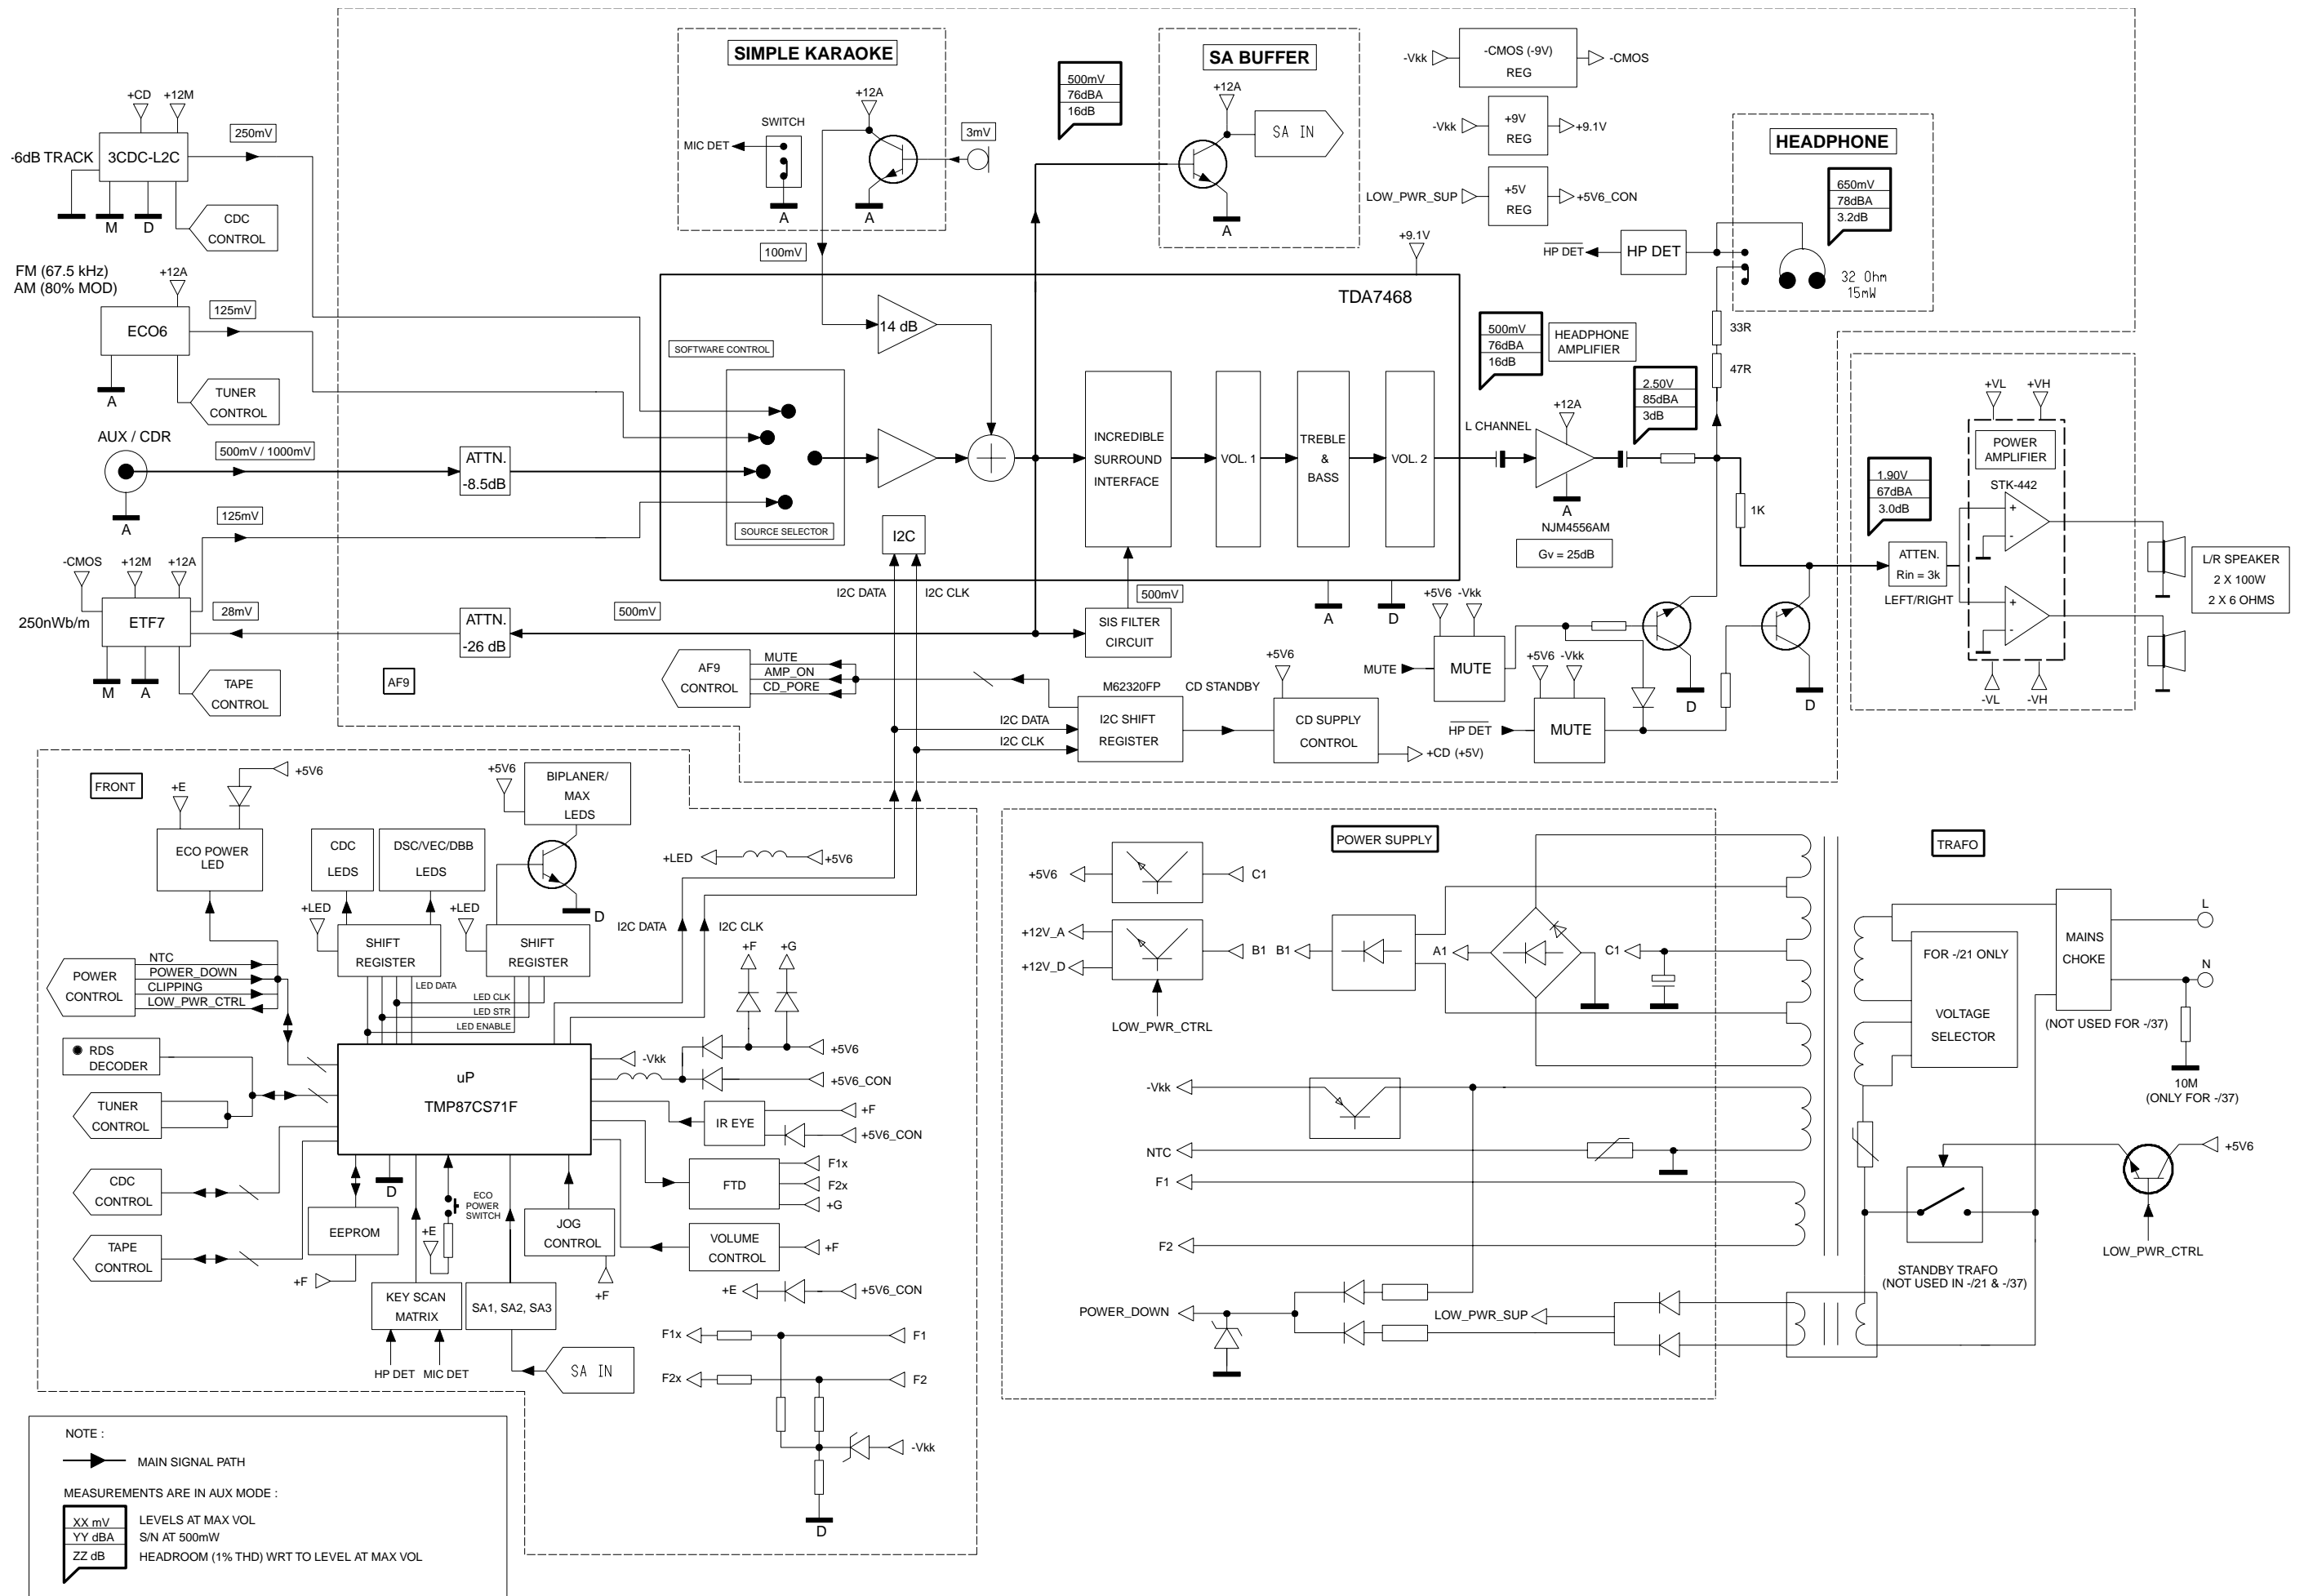 SIMPLE KARAOKE
+12A
SWITCH
MIC DET
A
A
3mV
100mV
500mV
76dBA
16dB
SA BUFFER
+12A
SA IN
A
-Vkk
-CMOS (-9V)
REG
-CMOS
-Vkk
+9V
REG
+9.1V
LOW_PWR_SUP
+5V
REG
+5V6_CON
HEADPHONE
650mV
78dBA
3.2dB
HP DET
HP DET
32 Ohm
15mW
33R
47R
+CD
+12M
250mV
-6dB TRACK
3CDC-L2C
M
D
CDC
CONTROL
FM (67.5 kHz)
AM (80% MOD)
+12A
125mV
ECO6
A
TUNER
CONTROL
AUX / CDR
500mV / 1000mV
A
ATTN.
-8.5dB
125mV
-CMOS
+12M
+12A
28mV
250nWb/m
ETF7
M
A
TAPE
CONTROL
ATTN.
-26 dB
500mV
AF9
+9.1V
TDA7468
14 dB
SOFTWARE CONTROL
SOURCE SELECTOR
I2C
I2C DATA
I2C CLK
INCREDIBLE
SURROUND
INTERFACE
VOL. 1
TREBLE
&
BASS
VOL. 2
A
D
500mV
SIS FILTER
CIRCUIT
500mV
76dBA
16dB
HEADPHONE
AMPLIFIER
L CHANNEL
+12A
A
NJM4556AM
Gv = 25dB
2.50V
85dBA
3dB
1K
1.90V
67dBA
3.0dB
+VL
+VH
POWER
AMPLIFIER
STK-442
+
-
+
-
ATTEN.
Rin = 3k
LEFT/RIGHT
-VL
-VH
L/R SPEAKER
2 X 100W
2 X 6 OHMS
AF9
CONTROL
MUTE
AMP_ON
CD_PORE
M62320FP
I2C SHIFT
REGISTER
I2C DATA
I2C CLK
CD STANDBY
+5V6
CD SUPPLY
CONTROL
+CD (+5V)
+5V6
-Vkk
MUTE
MUTE
+5V6
-Vkk
HP DET
MUTE
D
D
FRONT
+E
+5V6
ECO POWER
LED
CDC
LEDS
DSC/VEC/DBB
LEDS
+5V6
BIPLANER/
MAX
LEDS
D
+LED
+5V6
+LED
SHIFT
REGISTER
+LED
SHIFT
REGISTER
I2C DATA
I2C CLK
LED DATA
LED CLK
LED STR
LED ENABLE
POWER
CONTROL
NTC
POWER_DOWN
CLIPPING
LOW_PWR_CTRL
RDS
DECODER
TUNER
CONTROL
CDC
CONTROL
TAPE
CONTROL
uP
TMP87CS71F
-Vkk
+F
+G
+5V6
+5V6_CON
IR EYE
+F
+5V6_CON
FTD
F1x
F2x
+G
VOLUME
CONTROL
+F
+E
+5V6_CON
EEPROM
+F
D
ECO
POWER
SWITCH
+E
KEY SCAN
MATRIX
HP DET
MIC DET
SA1, SA2, SA3
SA IN
JOG
CONTROL
+F
F1x
F1
F2x
F2
-Vkk
D
POWER SUPPLY
+5V6
C1
+12V_A
+12V_D
B1
LOW_PWR_CTRL
B1
A1
C1
-Vkk
NTC
F1
F2
POWER_DOWN
LOW_PWR_SUP
TRAFO
FOR -/21 ONLY
VOLTAGE
SELECTOR
MAINS
CHOKE
(NOT USED FOR -/37)
L
N
10M
(ONLY FOR -/37)
+5V6
LOW_PWR_CTRL
STANDBY TRAFO
(NOT USED IN -/21 & -/37)
NOTE :
MAIN SIGNAL PATH
MEASUREMENTS ARE IN AUX MODE :
XX mV
LEVELS AT MAX VOL
YY dBA
S/N AT 500mW
ZZ dB
HEADROOM (1% THD) WRT TO LEVEL AT MAX VOL